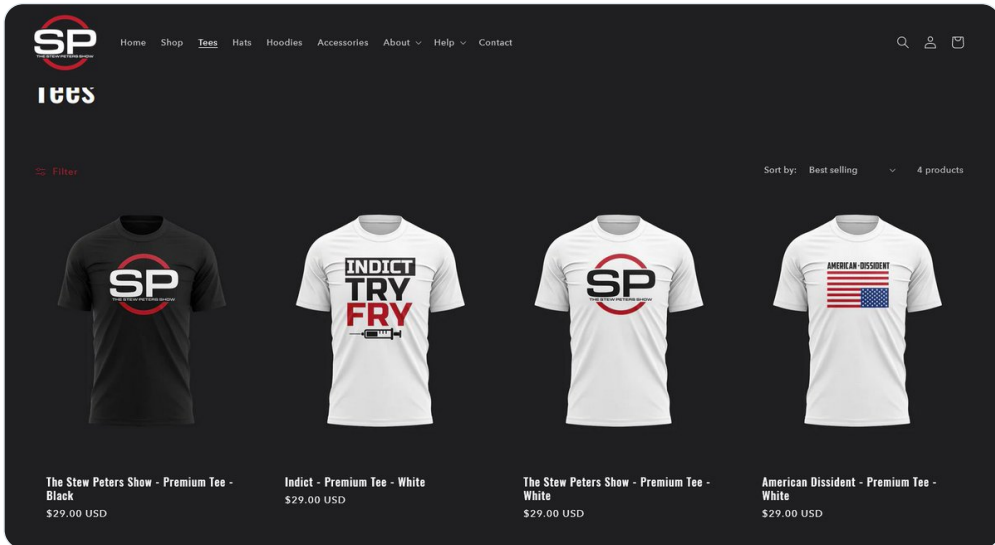 SP
THE STEW PETERS SHOW
Home Shop Tees Hats Hoodies Accessories About Help Contact
Tees
Filter
Sort by: Best selling 4 products
SP
THE STEW PETERS SHOW
INDICT
TRY
FRY
SP
THE STEW PETERS SHOW
AMERICAN-DISSIDENT
The Stew Peters Show - Premium Tee -
Black
$29.00 USD
Indict - Premium Tee - White
$29.00 USD
The Stew Peters Show - Premium Tee -
White
$29.00 USD
American Dissident - Premium Tee -
White
$29.00 USD